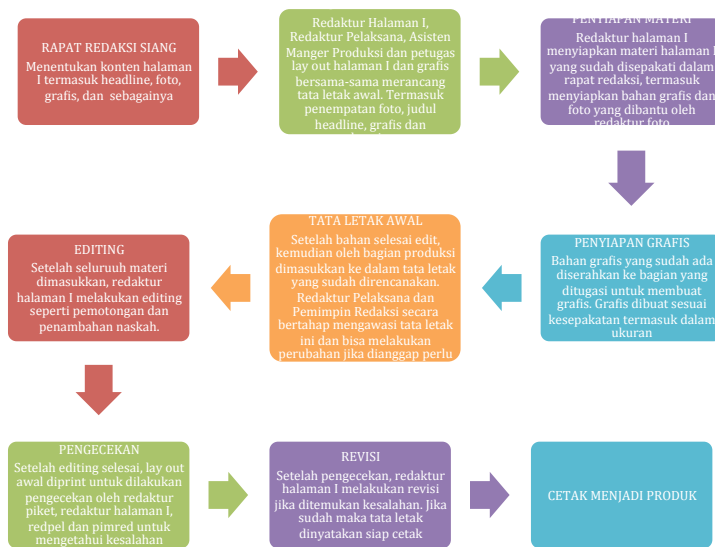 RAPAT REDAKSI SIANG
Menentukan konten halaman
I termasuk headline, foto,
grafis, dan sebagainya
Redaktur Halaman I,
Redaktur Pelaksana, Asisten
Manger Produksi dan petugas
lay out halaman I dan grafis
bersama-sama merancang
tata letak awal. Termasuk
penempatan foto, judul
headline, grafis dan
PENYIAPAN MATERI
Redaktur halaman I
menyiapkan materi halaman I
yang sudah disepakati dalam
rapat redaksi, termasuk
menyiapkan bahan grafis dan
foto yang dibantu oleh
redaktur foto
PENYIAPAN GRAFIS
Bahan grafis yang sudah ada
diserahkan ke bagian yang
ditugasi untuk membuat
grafis. Grafis dibuat sesuai
kesepakatan termasuk dalam
ukuran
TATA LETAK AWAL
Setelah bahan selesai edit,
kemudian oleh bagian produksi
dimasukkan ke dalam tata letak
yang sudah direncanakan.
Redaktur Pelaksana dan
Pemimpin Redaksi secara
bertahap mengawasi tata letak
ini dan bisa melakukan
perubahan jika dianggap perlu
EDITING
Setelah seluruuh materi
dimasukkan, redaktur
halaman I melakukan editing
seperti pemotongan dan
penambahan naskah.
PENGECEKAN
Setelah editing selesai, lay out
awal diprint untuk dilakukan
pengecekan oleh redaktur
piket, redaktur halaman I,
redpel dan pimred untuk
mengetahui kesalahan
REVISI
Setelah pengecekan, redaktur
halaman I melakukan revisi
jika ditemukan kesalahan. Jika
sudah maka tata letak
dinyatakan siap cetak
CETAK MENJADI PRODUK